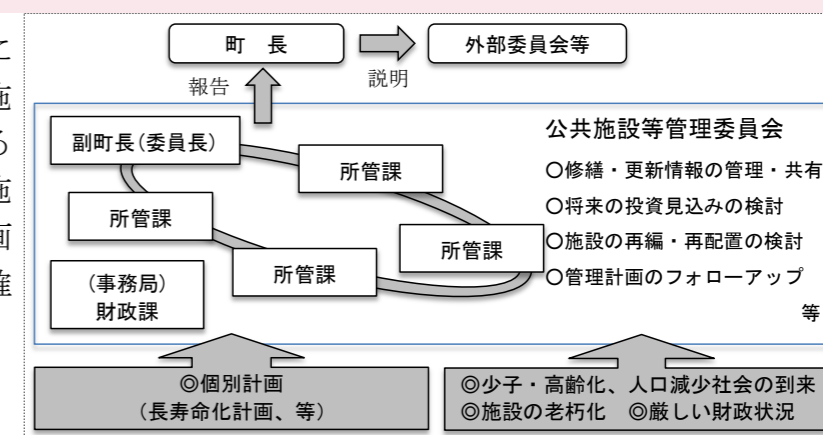 に
施
る
施
画
確
町 長
外部委員会等
報告
説明
公共施設等管理委員会
副町長(委員長)
所管課
所管課
所管課
所管課
(事務局)
財政課
○修繕・更新情報の管理・共有
○将来の投資見込みの検討
○施設の再編・再配置の検討
○管理計画のフォローアップ
等
◎個別計画
(長寿命化計画、等)
◎少子・高齢化、人口減少社会の到来
◎施設の老朽化 ◎厳しい財政状況